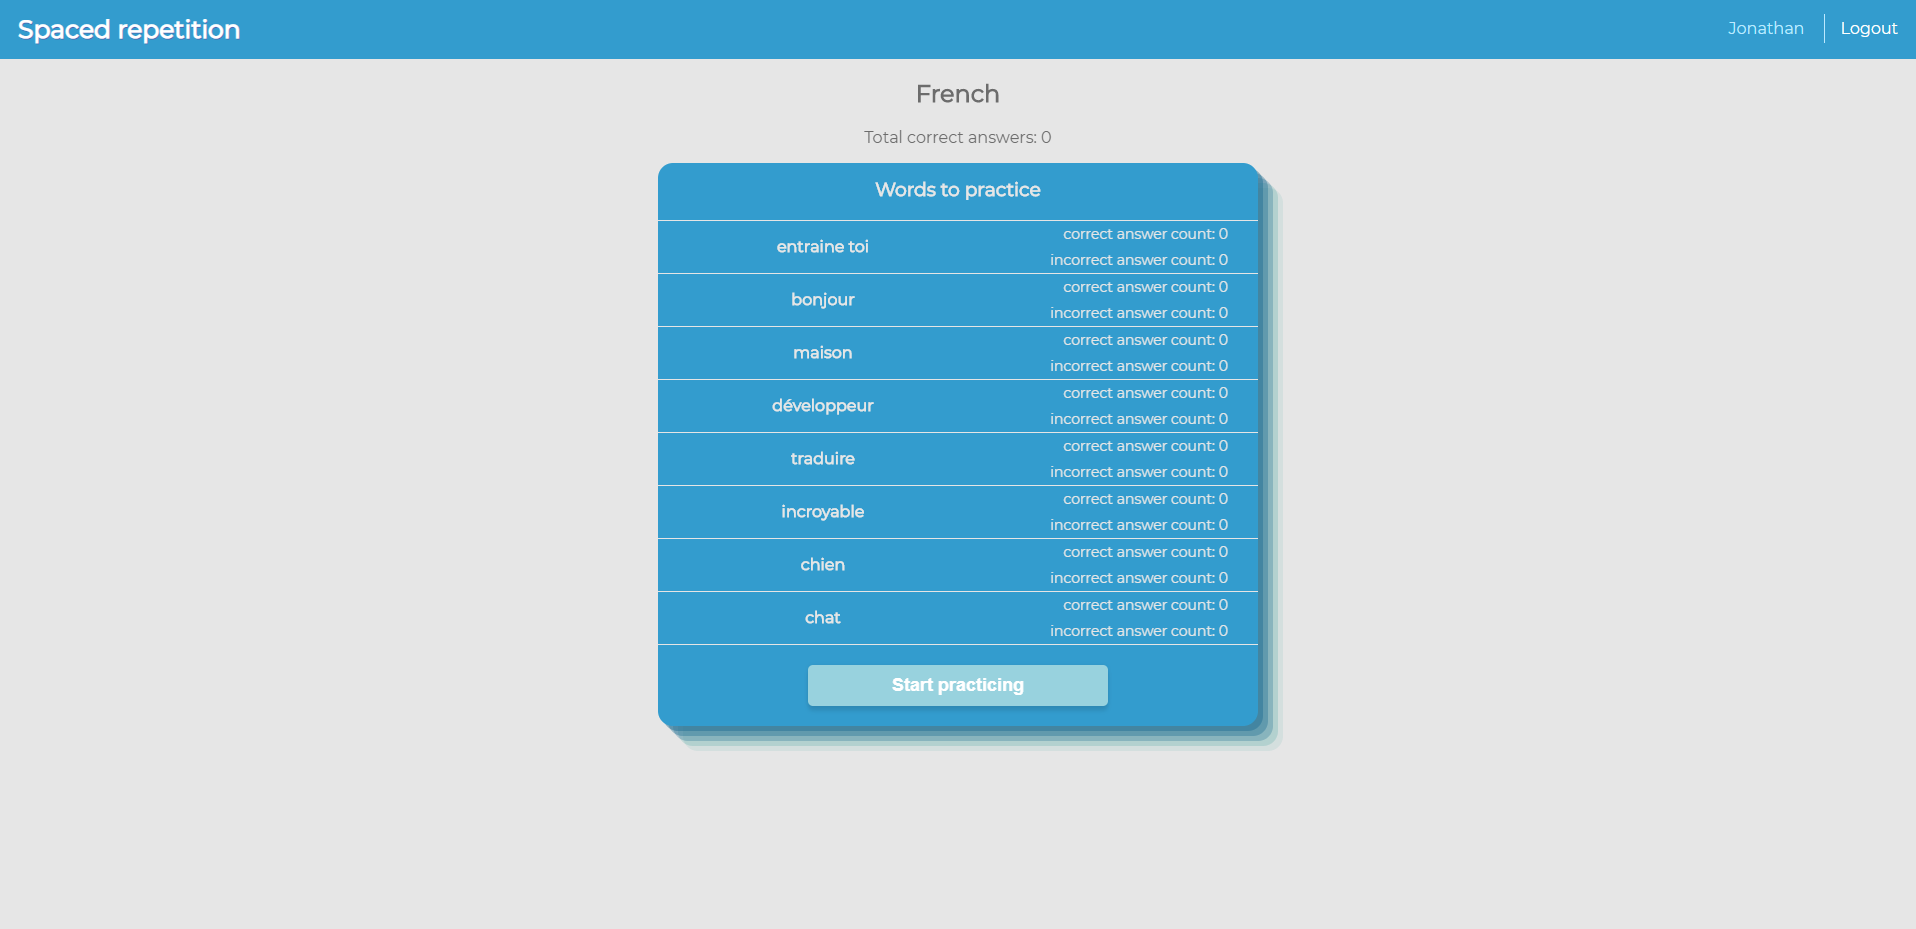 Spaced repetition
Jonathan
Logout
French
Total correct answers: 0
Words to practice
entraine toi
correct answer count: 0
incorrect answer count: 0
bonjour
correct answer count: 0
incorrect answer count: 0
maison
correct answer count: 0
incorrect answer count: 0
développeur
correct answer count: 0
incorrect answer count: 0
traduire
correct answer count: 0
incorrect answer count: 0
incroyable
correct answer count: 0
incorrect answer count: 0
chien
correct answer count: 0
incorrect answer count: 0
chat
correct answer count: 0
incorrect answer count: 0
Start practicing